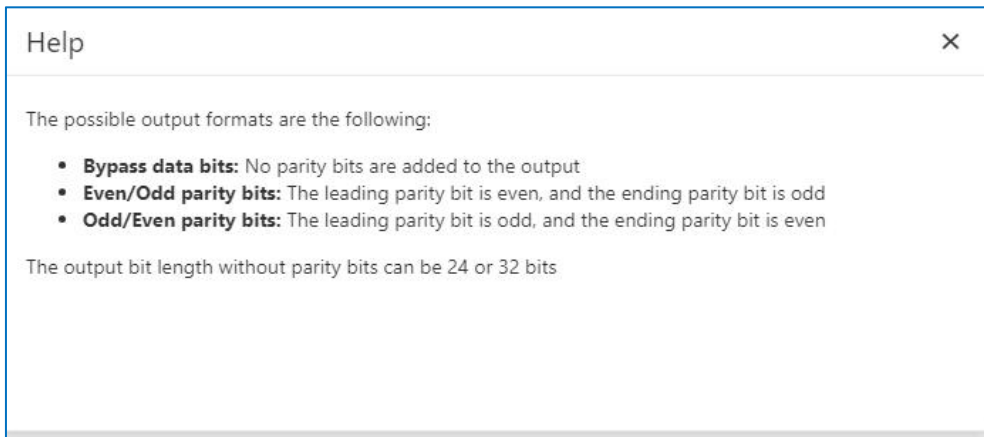 Help
The possible output formats are the following:
• Bypass data bits: No parity bits are added to the output
• Even/Odd parity bits: The leading parity bit is even, and the ending parity bit is odd
• Odd/Even parity bits: The leading parity bit is odd, and the ending parity bit is even
The output bit length without parity bits can be 24 or 32 bits